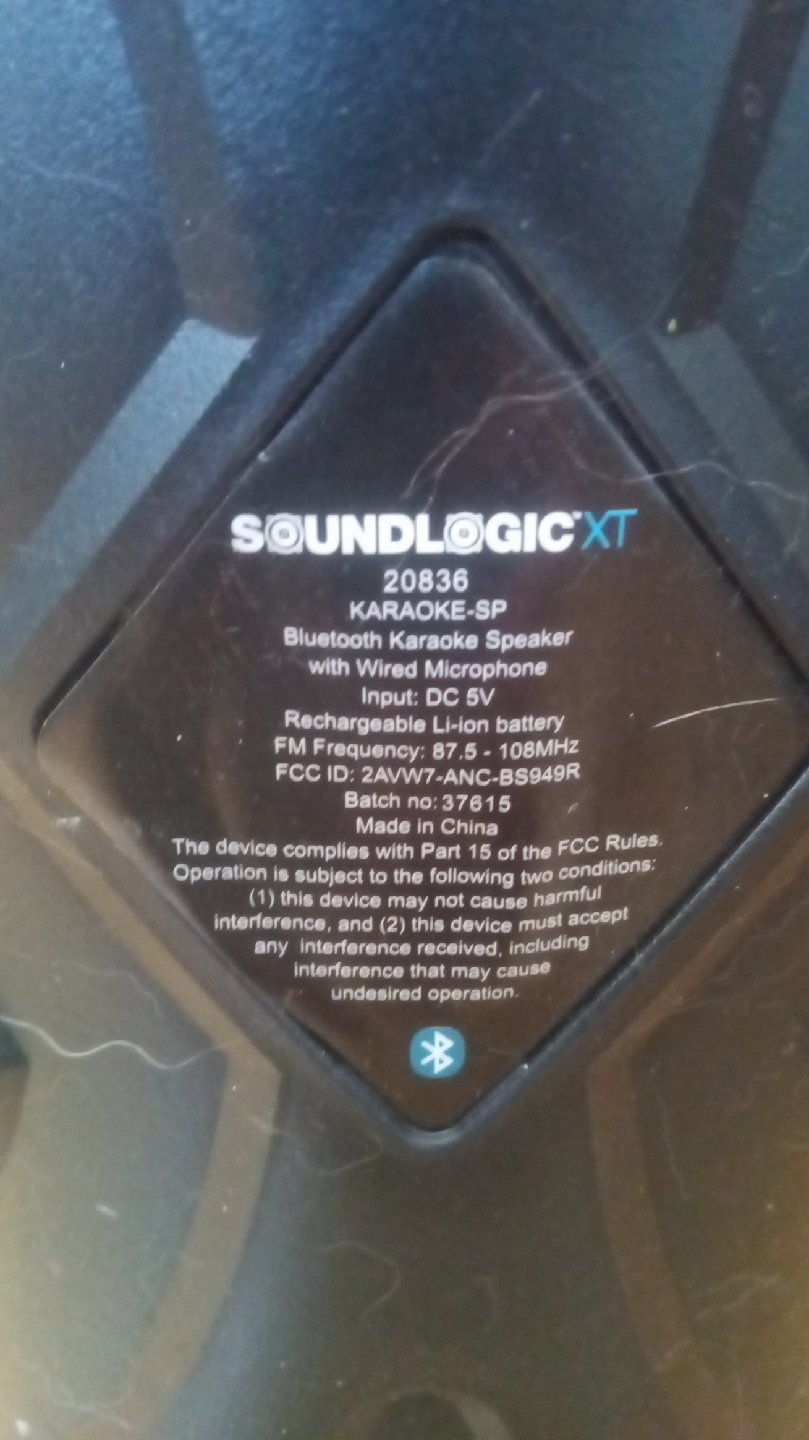 SOUNDLOGIC™XT
20836
KARAOKE-SP
Bluetooth Karaoke Speaker
with Wired Microphone
Input: DC 5V
Rechargeable Li-ion battery
FM Frequency: 87.5 - 108MHz
FCC ID: 2AVW7-ANC-BS949R
Batch no: 37615
Made in China
The device complies with Part 15 of the FCC Rules.
Operation is subject to the following two conditions:
(1) this device may not cause harmful
interference, and (2) this device must accept
any interference received, including
interference that may cause
undesired operation.